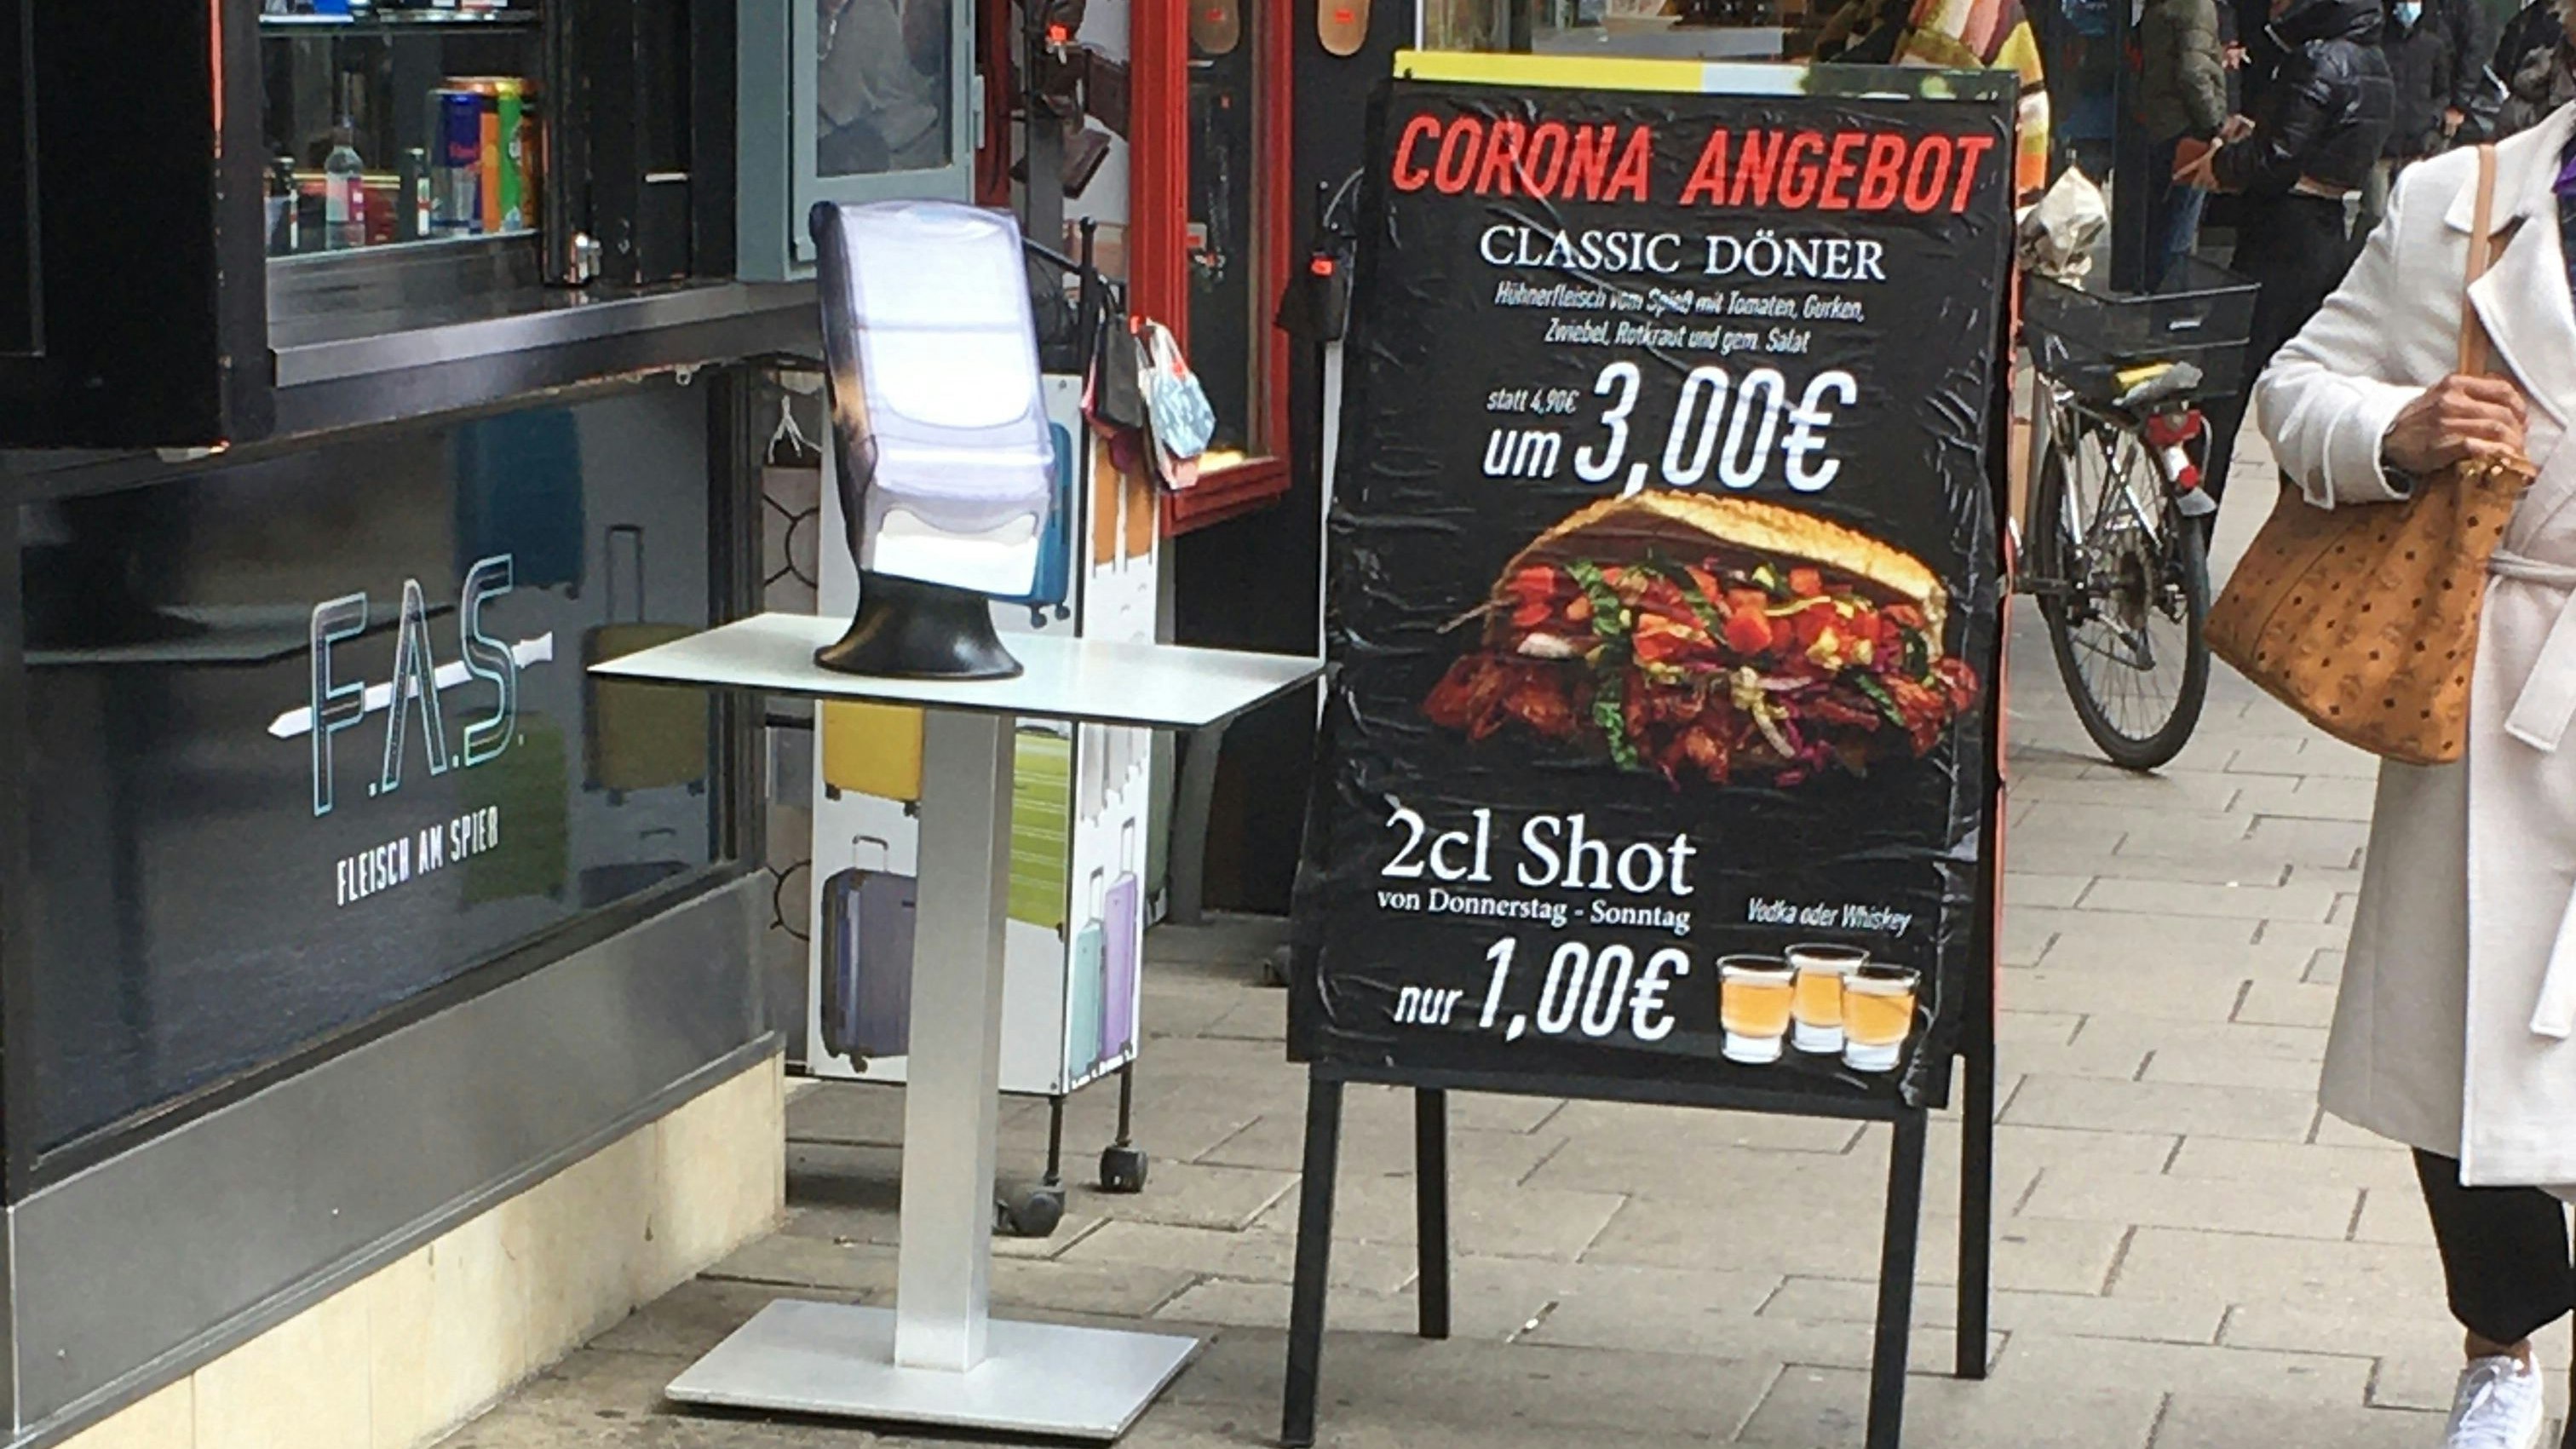 F.A.S.
FLEISCH AM SPIEß
CORONA ANGEBOT
CLASSIC DÖNER
Hühnerfleisch vom Spieß mit Tomaten, Gurken,
Zwiebel, Rotkraut und gem. Salat
statt 4,90€
um 3,00€
2cl Shot
von Donnerstag - Sonntag
Vodka oder Whiskey
nur 1,00€